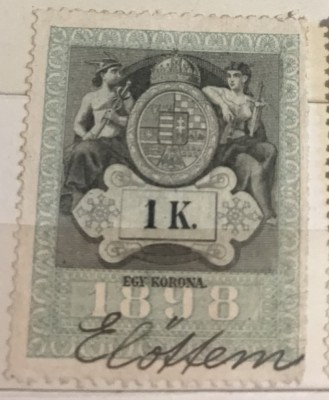 1 K.
EGY KORONA.
1898
Előttem